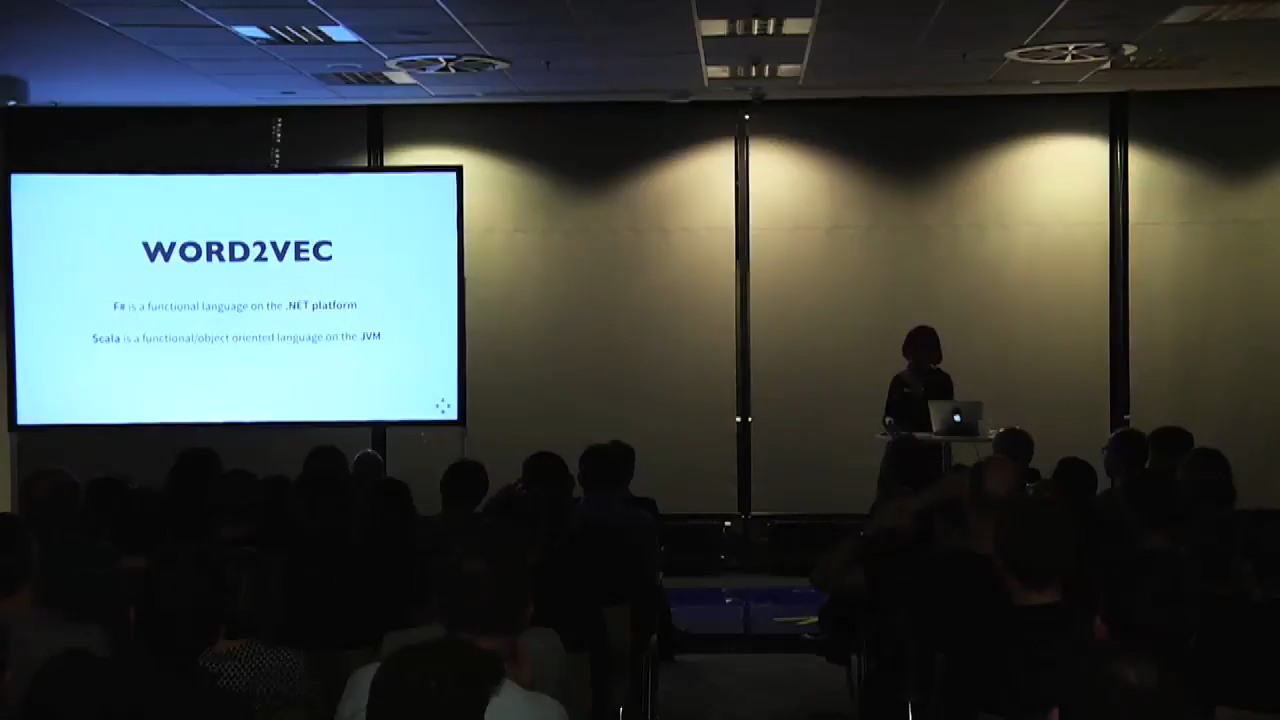 WORD2VEC
F# is a functional language on the .NET platform
Scala is a functional/object oriented language on the JVM